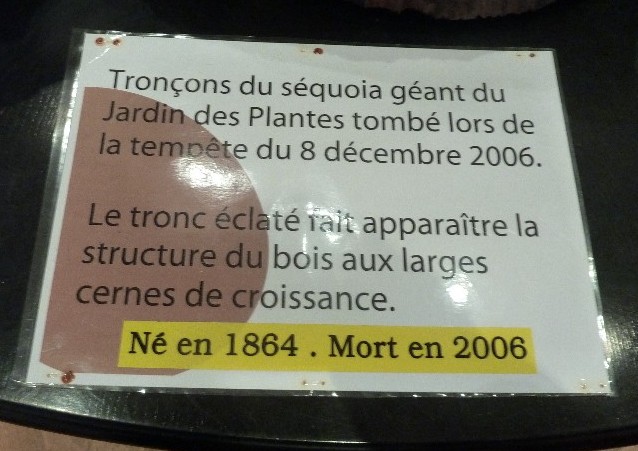 Tronçons du séquoia géant du
Jardin des Plantes tombé lors de
la tempête du 8 décembre 2006.
Le tronc éclaté fait apparaître la
structure du bois aux larges
cernes de croissance.
Né en 1864 . Mort en 2006